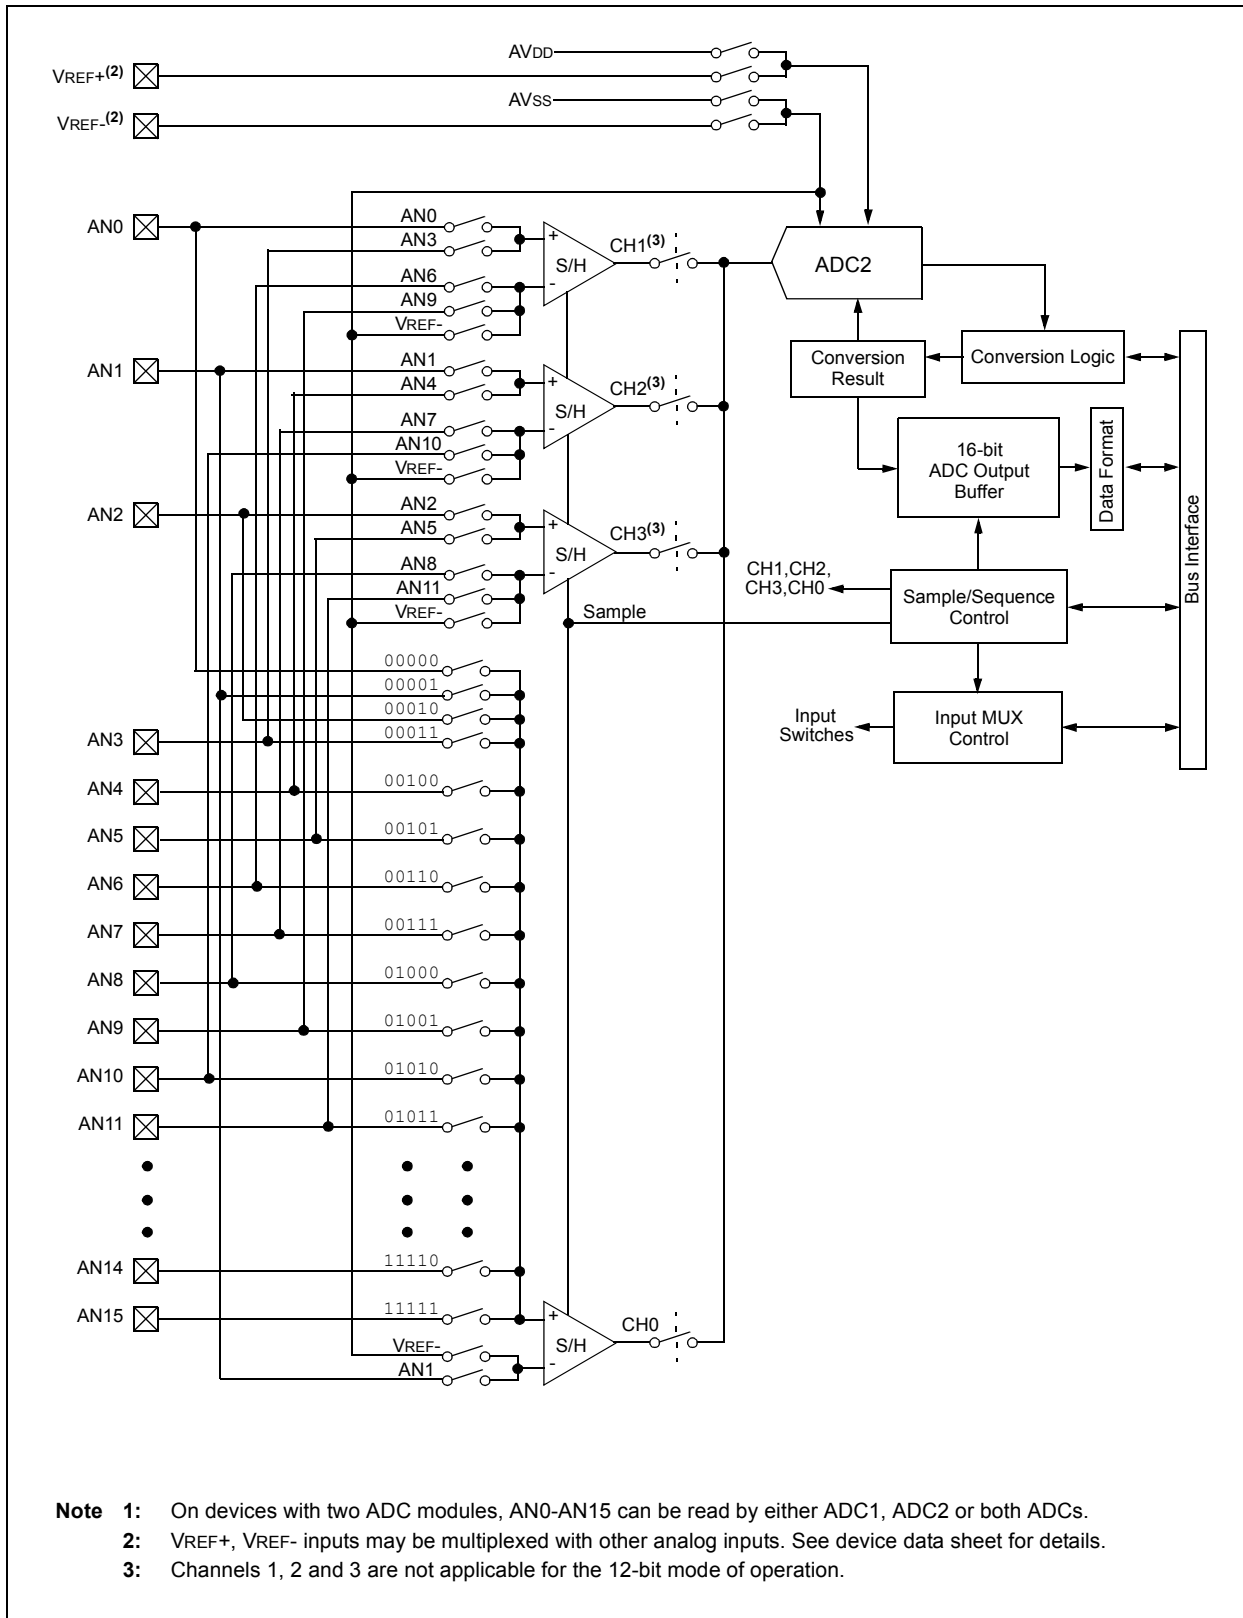 AVDD
VREF+(2)
AVSS
VREF-(2)
AN0
AN0
AN3
AN6
AN9
VREF-
+
S/H
-
CH1(3)
ADC2
Conversion
Result
Conversion Logic
AN1
AN1
AN4
AN7
AN10
VREF-
+
S/H
-
CH2(3)
16-bit
ADC Output
Buffer
Data Format
Bus Interface
AN2
AN2
AN5
AN8
AN11
VREF-
+
S/H
-
CH3(3)
CH1,CH2,
CH3,CH0
Sample/Sequence
Control
Sample
00000
00001
00010
AN3
00011
Input
Switches
Input MUX
Control
AN4
00100
AN5
00101
AN6
00110
AN7
00111
AN8
01000
AN9
01001
AN10
01010
AN11
01011
AN14
11110
AN15
11111
VREF-
AN1
+
S/H
-
CH0
Note 1: On devices with two ADC modules, AN0-AN15 can be read by either ADC1, ADC2 or both ADCs.
2: VREF+, VREF- inputs may be multiplexed with other analog inputs. See device data sheet for details.
3: Channels 1, 2 and 3 are not applicable for the 12-bit mode of operation.